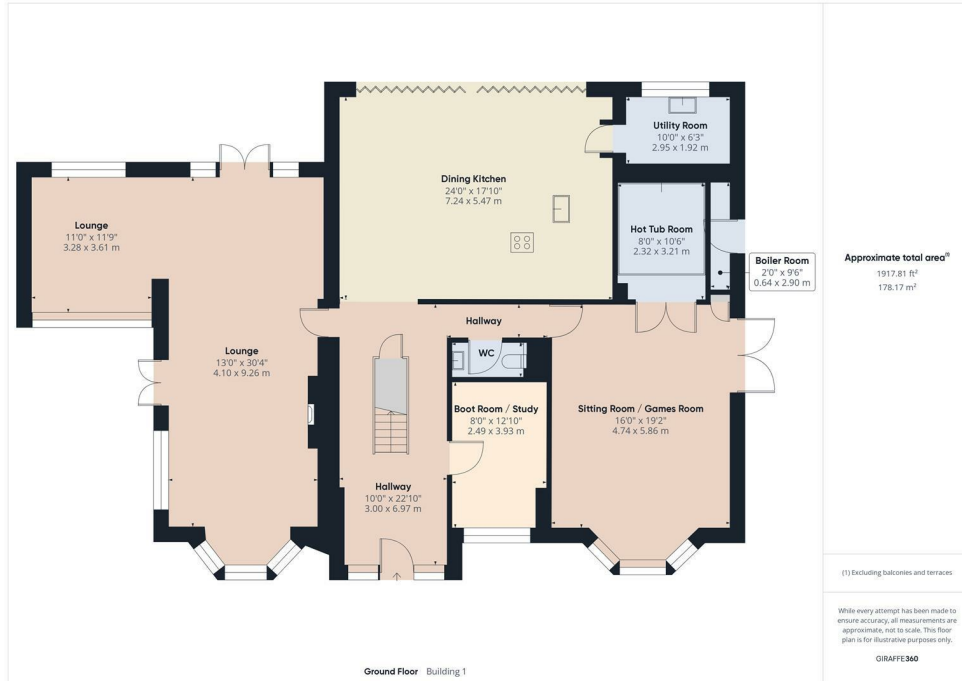 Utility Room
10'0" x 6'3"
2.95 x 1.92 m
Dining Kitchen
24'0" x 17'10"
7.24 x 5.47 m
Lounge
11'0" x 11'9"
3.28 x 3.61 m
Hot Tub Room
8'0" x 10'6"
2.32 x 3.21 m
Boiler Room
2'0" x 9'6"
0.64 x 2.90 m
Hallway
WC
Lounge
13'0" x 30'4"
4.10 x 9.26 m
Boot Room / Study
8'0" x 12'10"
2.49 x 3.93 m
Sitting Room / Games Room
16'0" x 19'2"
4.74 x 5.86 m
Hallway
10'0" x 22'10"
3.00 x 6.97 m
Ground Floor Building 1
Approximate total area⁽¹⁾
1917.81 ft²
178.17 m²
(1) Excluding balconies and terraces
While every attempt has been made to
ensure accuracy, all measurements are
approximate, not to scale. This floor
plan is for illustrative purposes only.
GIRAFFE360